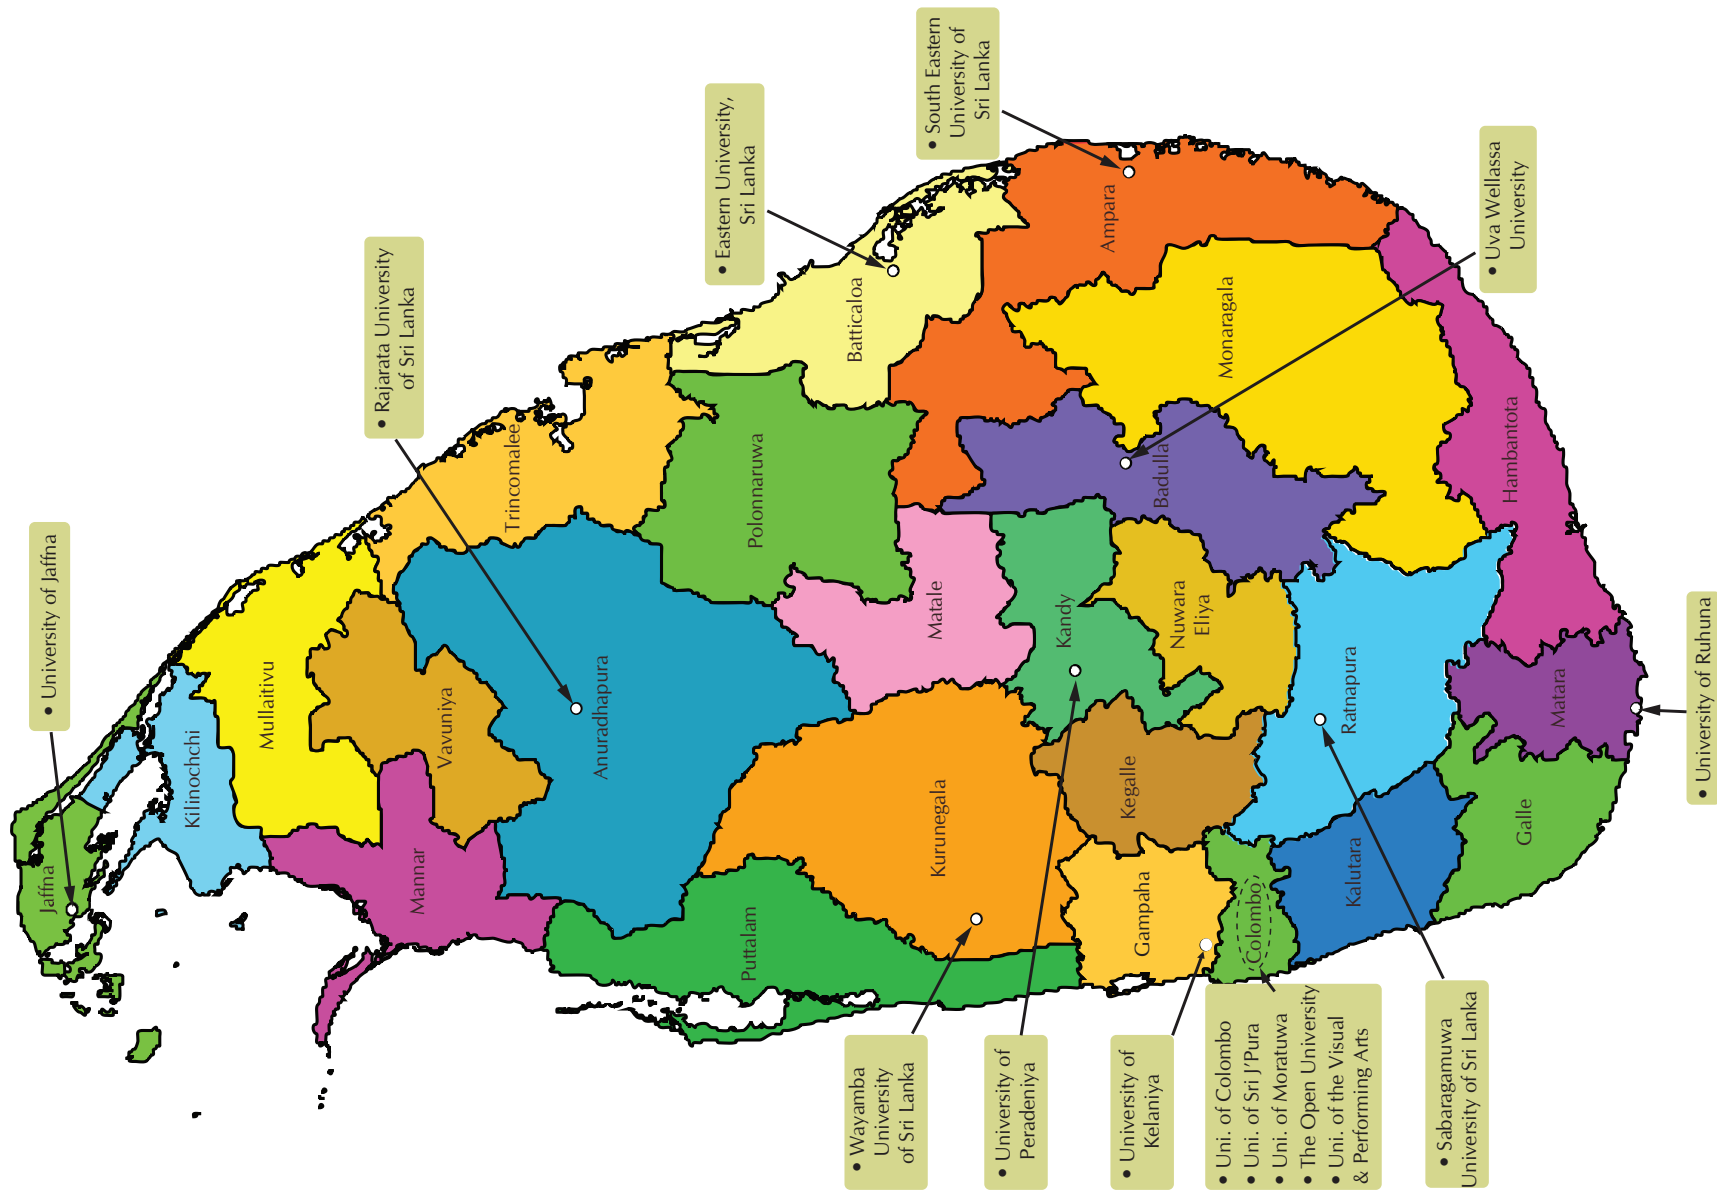 • University of Jaffna
• Rajarata University
of Sri Lanka
• Eastern University,
Sri Lanka
• South Eastern
University of
Sri Lanka
• Uva Wellassa
University
• University of Ruhuna
• Wayamba
University
of Sri Lanka
• University of
Peradeniya
• University of
Kelaniya
• Uni. of Colombo
• Uni. of Sri J’Pura
• Uni. of Moratuwa
• The Open University
• Uni. of the Visual
& Performing Arts
• Sabaragamuwa
University of Sri Lanka
Jaffna
Kilinochchi
Mullaitivu
Mannar
Vavuniya
Trincomalee
Anuradhapura
Polonnaruwa
Puttalam
Batticaloa
Kurunegala
Matale
Ampara
Kandy
Kegalle
Gampaha
Badulla
Nuwara
Eliya
Monaragala
Colombo
Ratnapura
Kalutara
Hambantota
Galle
Matara